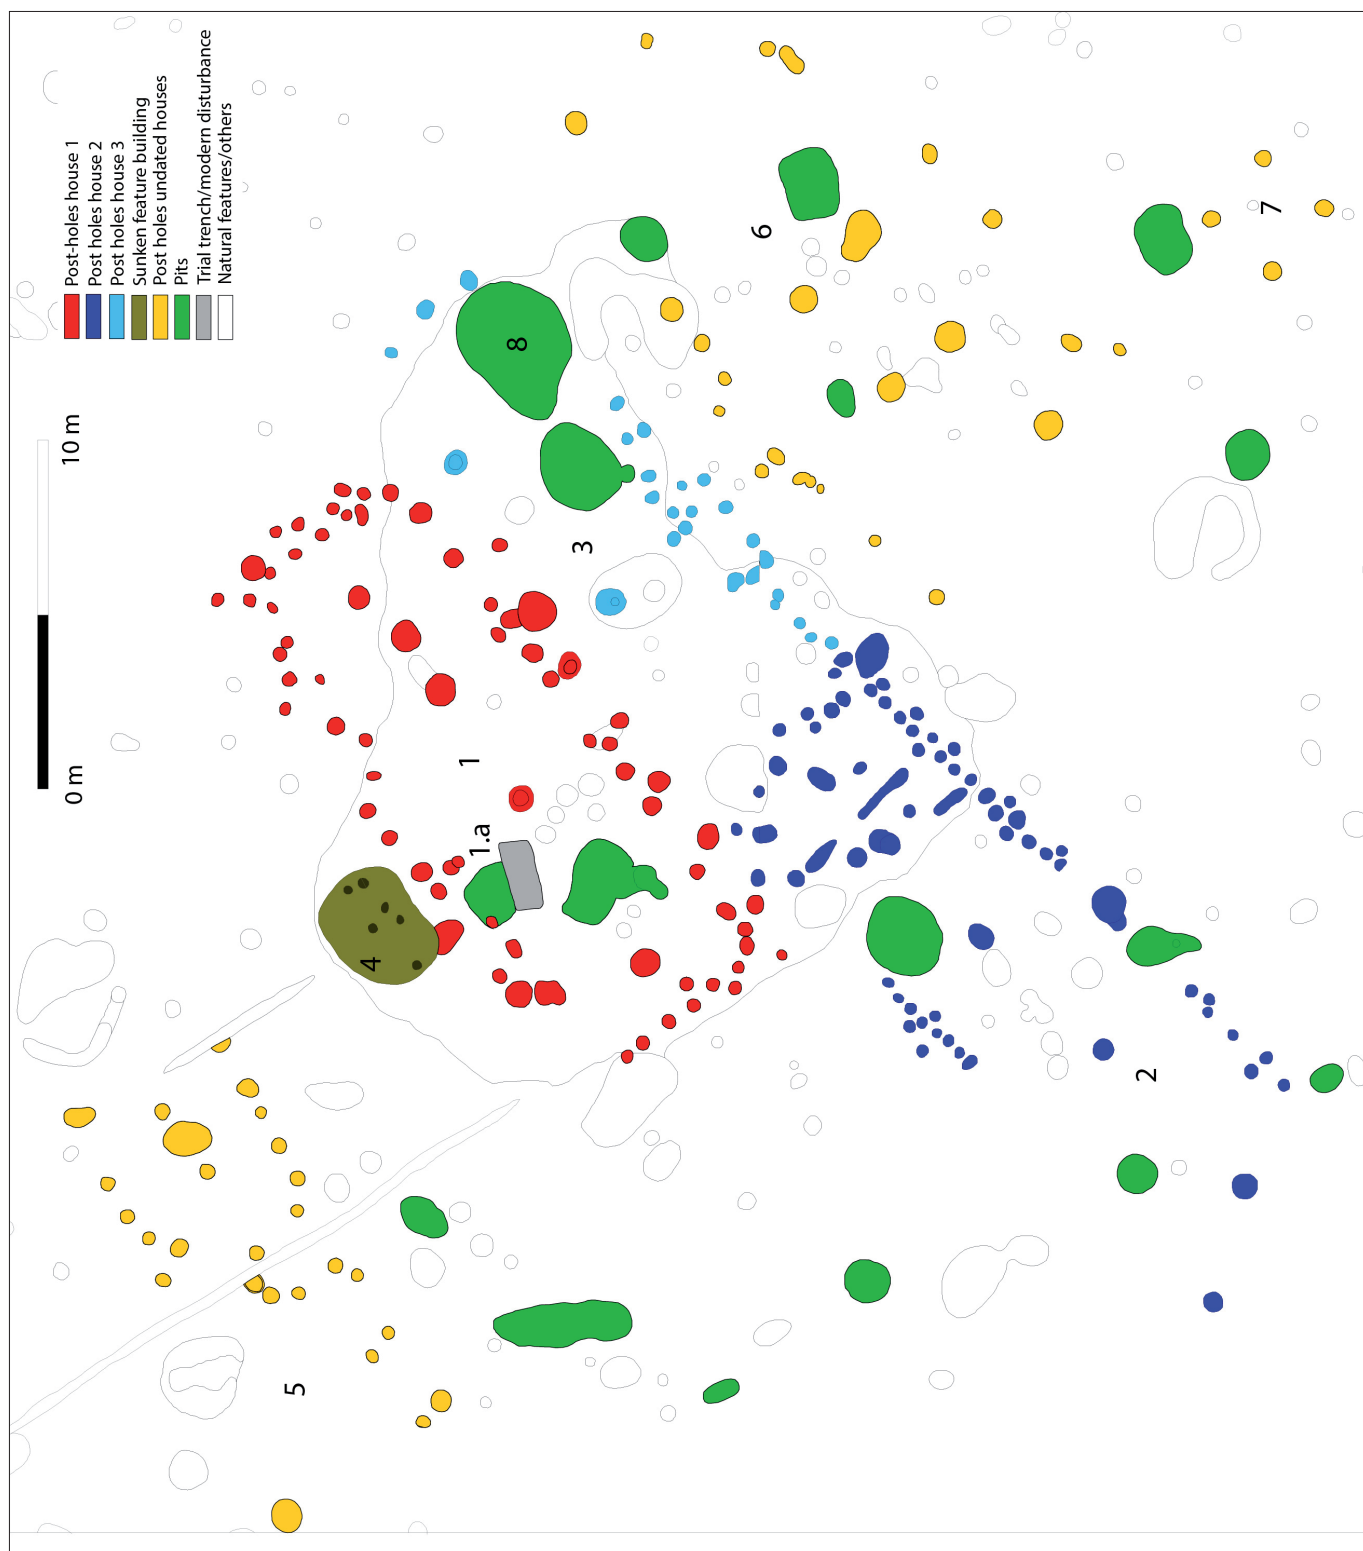 Post-holes house 1
Post holes house 2
Post holes house 3
Sunken feature building
Post holes undated houses
Pits
Trial trench/modern disturbance
Natural features/others
0 m
10 m
1
1.a
2
3
4
5
6
7
8